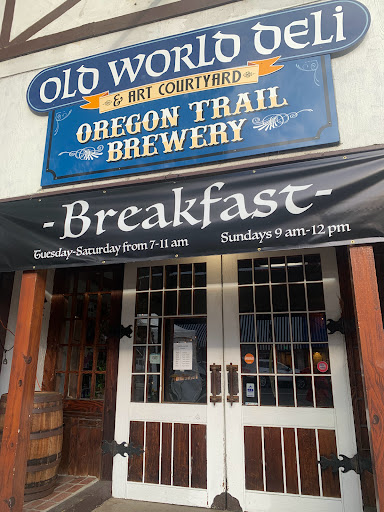 OLD WORLD DELI
& ART COURTYARD
OREGON TRAIL
BREWERY
-Breakfast-
Tuesday-Saturday from 7-11 am
Sundays 9 am-12 pm